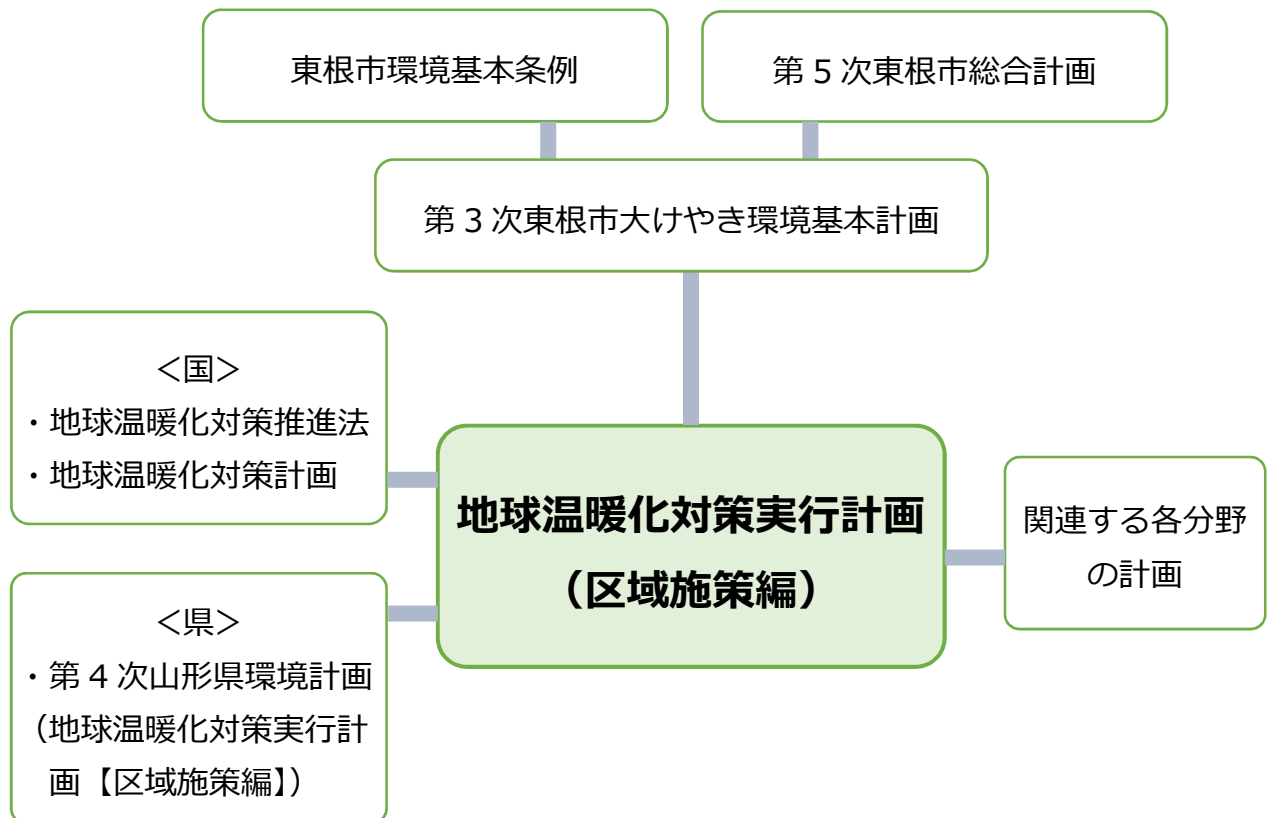 東根市環境基本条例
第5次東根市総合計画
第3次東根市大けやき環境基本計画
＜国＞
・地球温暖化対策推進法
・地球温暖化対策計画
＜県＞
・第4次山形県環境計画
（地球温暖化対策実行計
画【区域施策編】）
地球温暖化対策実行計画
（区域施策編）
関連する各分野
の計画